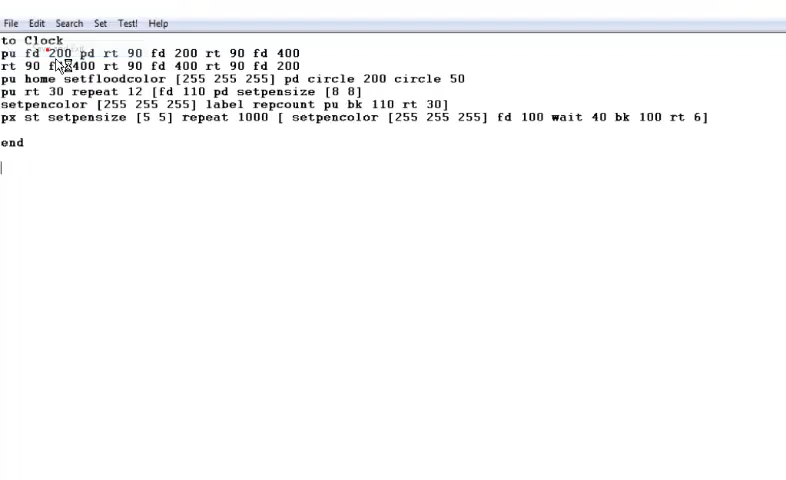 File Edit Search Set Test! Help
to Clock
pu fd 200 pd rt 90 fd 200 rt 90 fd 400
rt 90 400 rt 90 fd 400 rt 90 fd 200
pu home setfloodcolor [255 255 255] pd circle 200 circle 50
pu rt 30 repeat 12 [fd 110 pd setpensize [8 8]
setpencolor [255 255 255] label repcount pu bk 110 rt 30]
px st setpensize [5 5] repeat 1000 [ setpencolor [255 255 255] fd 100 wait 40 bk 100 rt 6]
end